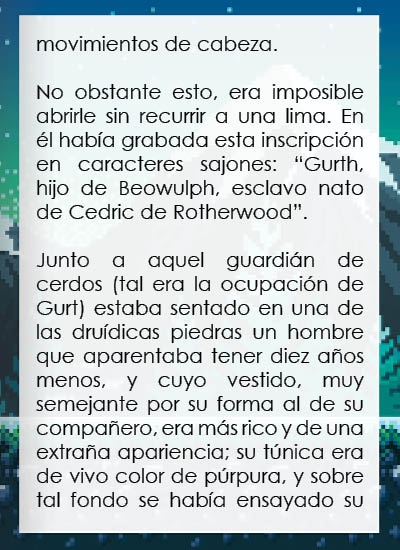 movimientos de cabeza.
No obstante esto, era imposible
abrirle sin recurrir a una lima. En
él había grabada esta inscripción
en caracteres sajones: “Gurth,
hijo de Beowulph, esclavo nato
de Cedric de Rotherwood”.
Junto a aquel guardián de
cerdos (tal era la ocupación de
Gurt) estaba sentado en una de
las druídicas piedras un hombre
que aparentaba tener diez años
menos, y cuyo vestido, muy
semejante por su forma al de su
compañero, era más rico y de una
extraña apariencia; su túnica era
de vivo color de púrpura, y sobre
tal fondo se había ensayado su